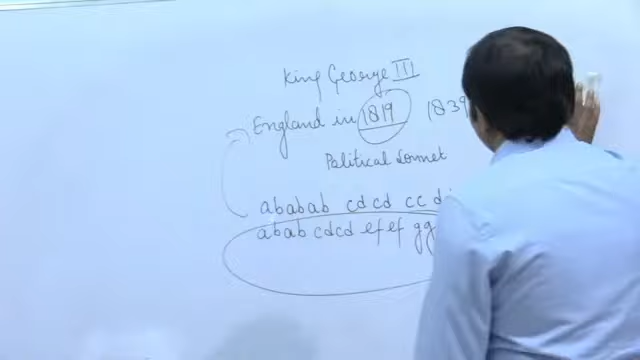 King George III
England in 1819 1839
Political Sonnet
ababab cdcd cc d
abab cdcd efef gg